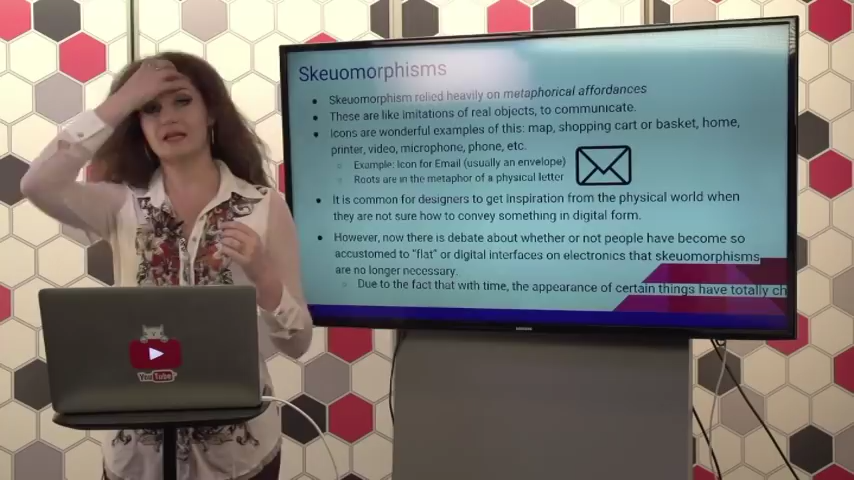 Skeuomorphisms
Skeuomorphism relied heavily on metaphorical affordances
These are like imitations of real objects, to communicate.
Icons are wonderful examples of this: map, shopping cart or basket, home,
printer, video, microphone, phone, etc.
Example: Icon for Email (usually an envelope)
Roots are in the metaphor of a physical letter
It is common for designers to get inspiration from the physical world when
they are not sure how to convey something in digital form.
However, now there is debate about whether or not people have become so
accustomed to "flat" or digital interfaces on electronics that skeuomorphisms
are no longer necessary.
Due to the fact that with time, the appearance of certain things have totally ch
YouTube